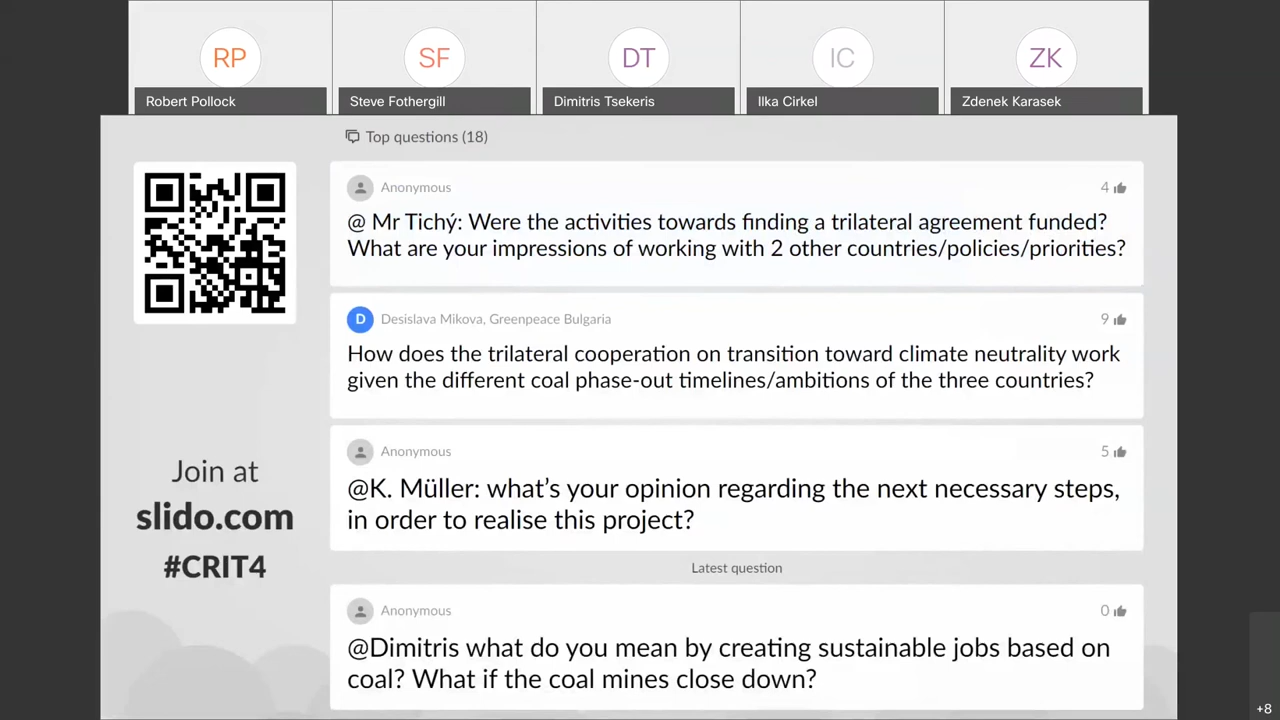 RP
SF
DT
IC
ZK
Robert Pollock
Steve Fothergill
Dimitris Tsekeris
Ilka Cirkel
Zdenek Karasek
Top questions (18)
Anonymous
4
@ Mr Tichý: Were the activities towards finding a trilateral agreement funded?
What are your impressions of working with 2 other countries/policies/priorities?
D
Desislava Mikova, Greenpeace Bulgaria
9
How does the trilateral cooperation on transition toward climate neutrality work
given the different coal phase-out timelines/ambitions of the three countries?
Anonymous
5
@K. Müller: what’s your opinion regarding the next necessary steps,
in order to realise this project?
Join at
slido.com
#CRIT4
Latest question
Anonymous
0
@Dimitris what do you mean by creating sustainable jobs based on
coal? What if the coal mines close down?
+8